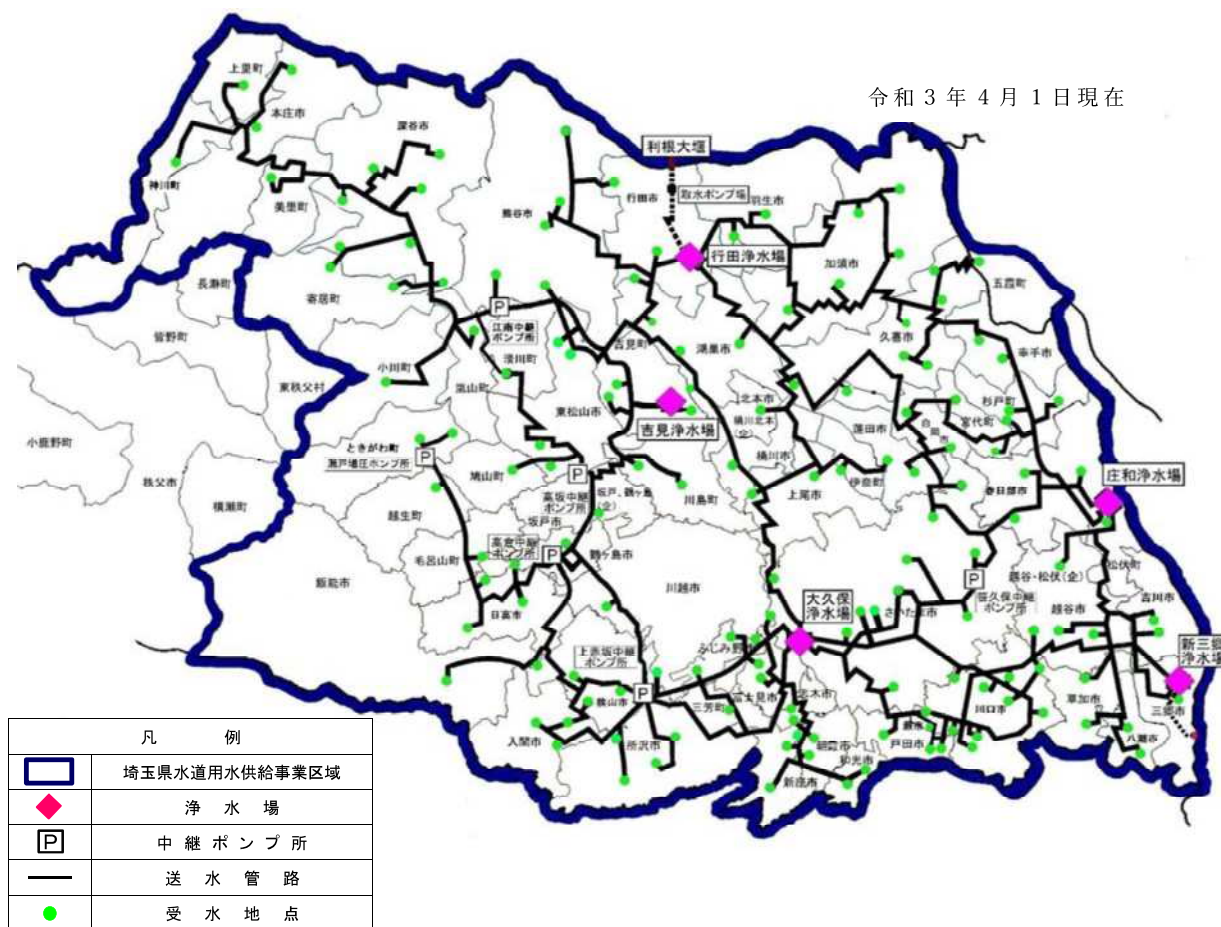 令和３年４月１日現在
上里町
本庄市
深谷市
神川町
美里町
熊谷市
利根大堰
行田市
取水ポンプ場
羽生市
行田浄水場
加須市
五霞町
長瀞町
寄居町
皆野町
江南中継
ポンプ所
滑川町
吉見町
鴻巣市
久喜市
幸手市
小川町
嵐山町
東秩父村
東松山市
吉見浄水場
北本市
桶川北本
(企)
桶川市
蓮田市
白岡市
宮代町
杉戸町
小鹿野町
秩父市
横瀬町
ときがわ町
鳩山町
高坂中継
ポンプ所
坂戸、鶴ヶ島
(企)
川島町
上尾市
伊奈町
春日部市
庄和浄水場
越生町
坂戸市
毛呂山町
高倉中継
ポンプ所
鶴ヶ島市
飯能市
日高市
川越市
大久保
浄水場
さいたま市
笹久保中継
ポンプ所
越谷・松伏(企)
松伏町
越谷市
吉川市
新三郷
浄水場
上赤坂中継
ポンプ所
ふじみ野市
富士見市
志木市
三芳町
狭山市
入間市
所沢市
朝霞市
和光市
新座市
戸田市
蕨市
川口市
草加市
八潮市
三郷市
凡例
埼玉県水道用水供給事業区域
浄水場
P 中継ポンプ所
送水管路
受水地点